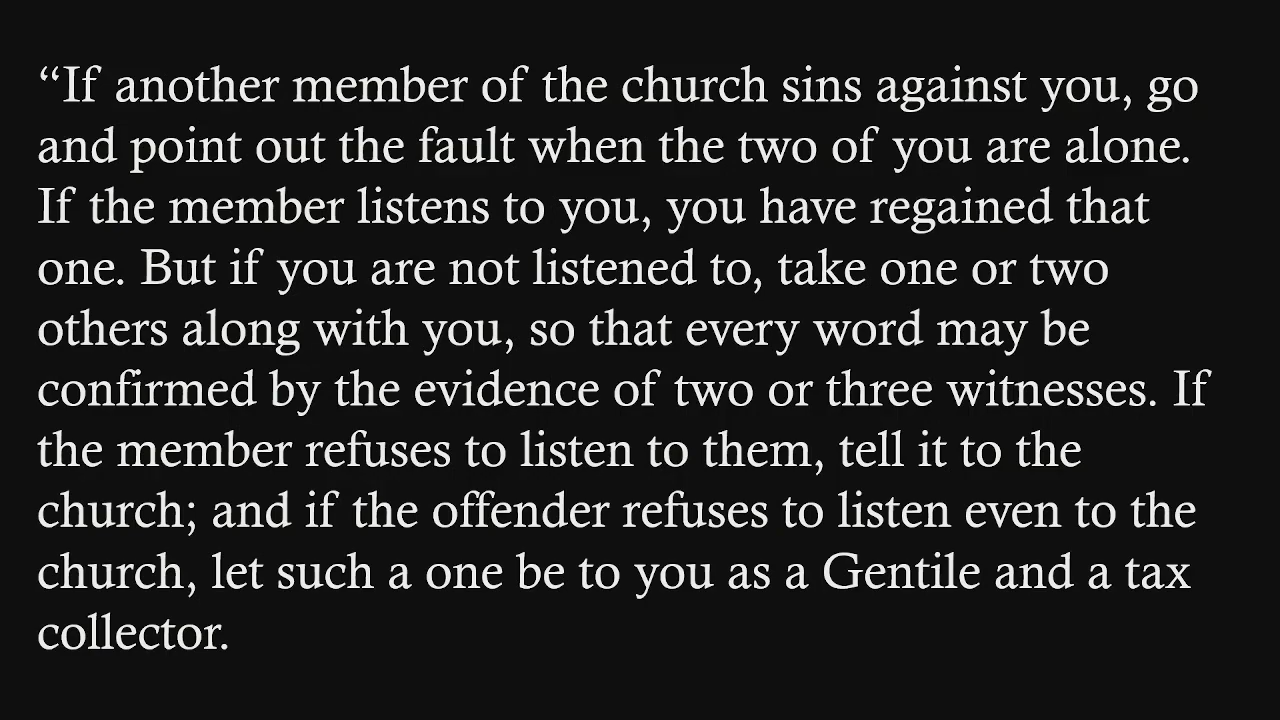 “If another member of the church sins against you, go
and point out the fault when the two of you are alone.
If the member listens to you, you have regained that
one. But if you are not listened to, take one or two
others along with you, so that every word may be
confirmed by the evidence of two or three witnesses. If
the member refuses to listen to them, tell it to the
church; and if the offender refuses to listen even to the
church, let such a one be to you as a Gentile and a tax
collector.